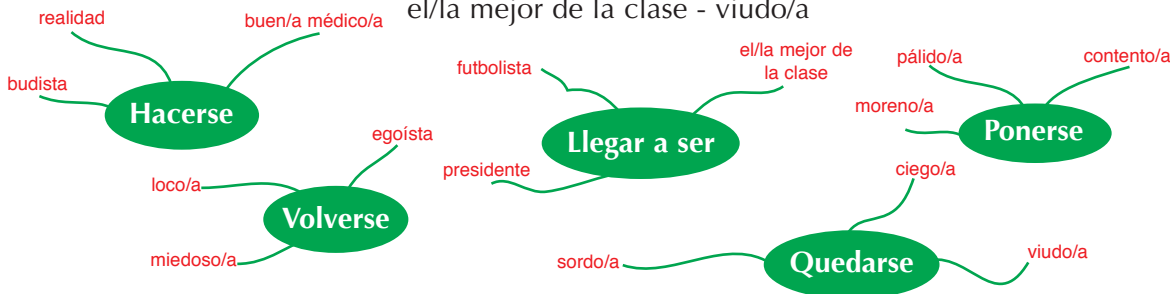 el/la mejor de la clase - viudo/a
realidad
buen/a médico/a
budista
Hacerse
futbolista
el/la mejor de
la clase
presidente
Llegar a ser
pálido/a
contento/a
moreno/a
Ponerse
egoísta
loco/a
miedoso/a
Volverse
ciego/a
sordo/a
viudo/a
Quedarse